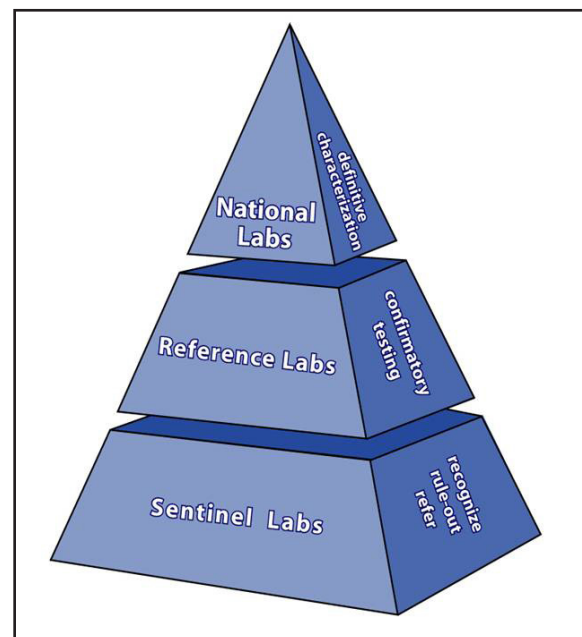 National
Labs
definitive
characterization
Reference Labs
confirmatory
testing
Sentinel Labs
recognize
rule-out
refer